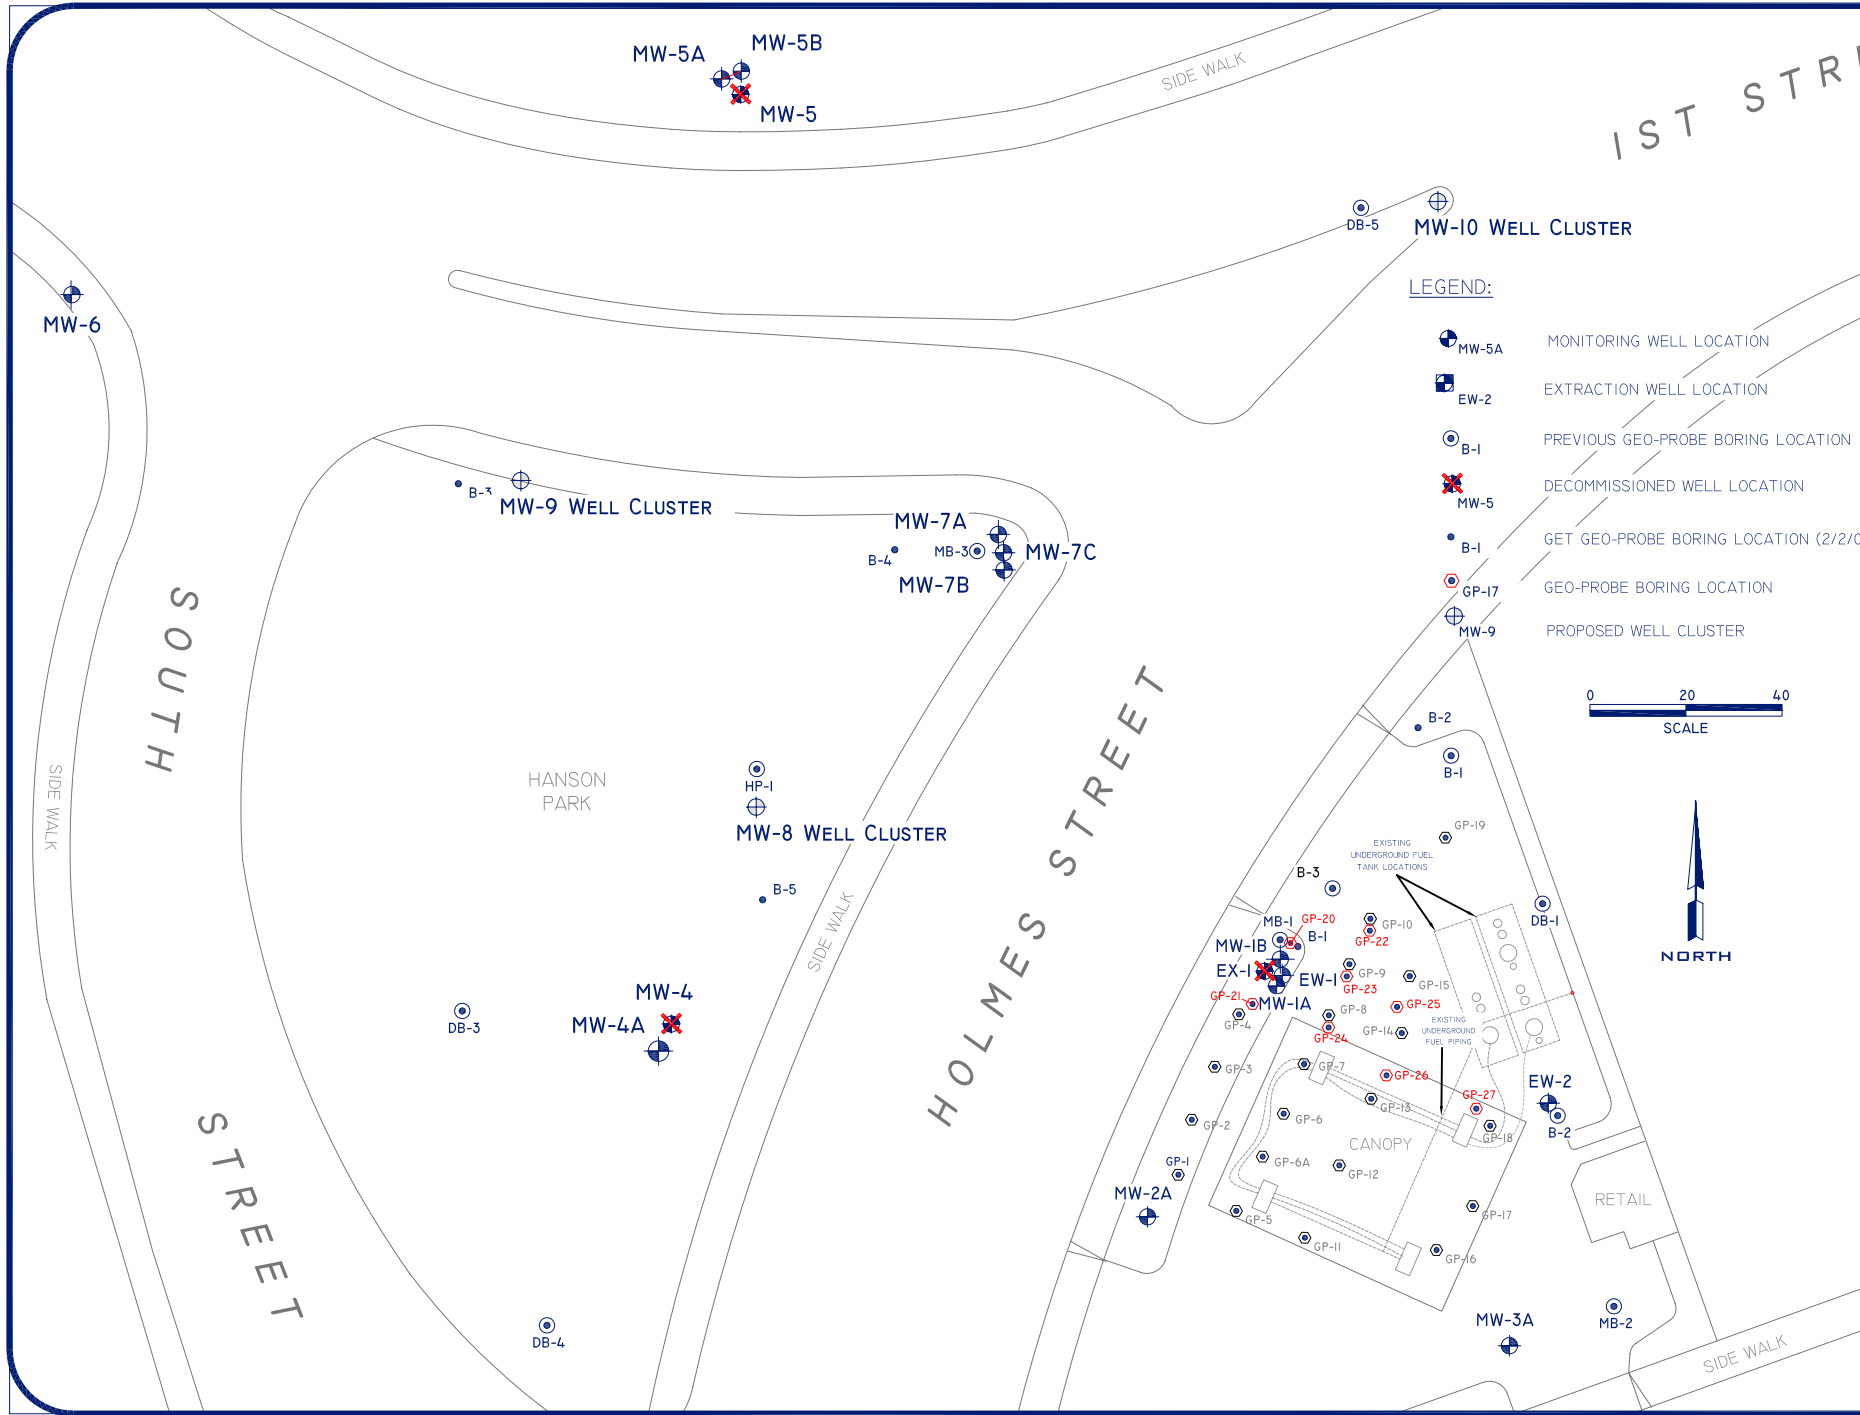 MW-5A
MW-5B
MW-5
SIDE WALK
1ST STR
DB-5
MW-10 WELL CLUSTER
MW-6
LEGEND:
MW-5A
MONITORING WELL LOCATION
EW-2
EXTRACTION WELL LOCATION
B-1
PREVIOUS GEO-PROBE BORING LOCATION
MW-5
DECOMMISSIONED WELL LOCATION
B-1
GET GEO-PROBE BORING LOCATION (2/2/0
GP-17
GEO-PROBE BORING LOCATION
MW-9
PROPOSED WELL CLUSTER
0 20 40
SCALE
NORTH
B-3
MW-9 WELL CLUSTER
MW-7A
B-4
MB-3
MW-7C
MW-7B
SOUTH
STREET
SIDE WALK
HANSON
PARK
HP-1
MW-8 WELL CLUSTER
B-5
SIDE WALK
HOLMES STREET
MW-4
MW-4A
DB-3
DB-4
B-2
B-1
GP-19
EXISTING
UNDERGROUND FUEL
TANK LOCATIONS
B-3
DB-1
MB-1
GP-20
B-1
GP-10
GP-22
MW-1B
EX-1
EW-1
MW-1A
GP-9
GP-23
GP-15
GP-21
GP-4
GP-8
GP-24
GP-25
GP-14
EXISTING
UNDERGROUND
FUEL PIPING
GP-3
GP-7
GP-26
GP-13
GP-27
GP-18
EW-2
B-2
GP-2
GP-6
CANOPY
GP-1
GP-6A
GP-12
MW-2A
GP-5
GP-11
GP-17
GP-16
RETAIL
MW-3A
MB-2
SIDE WALK